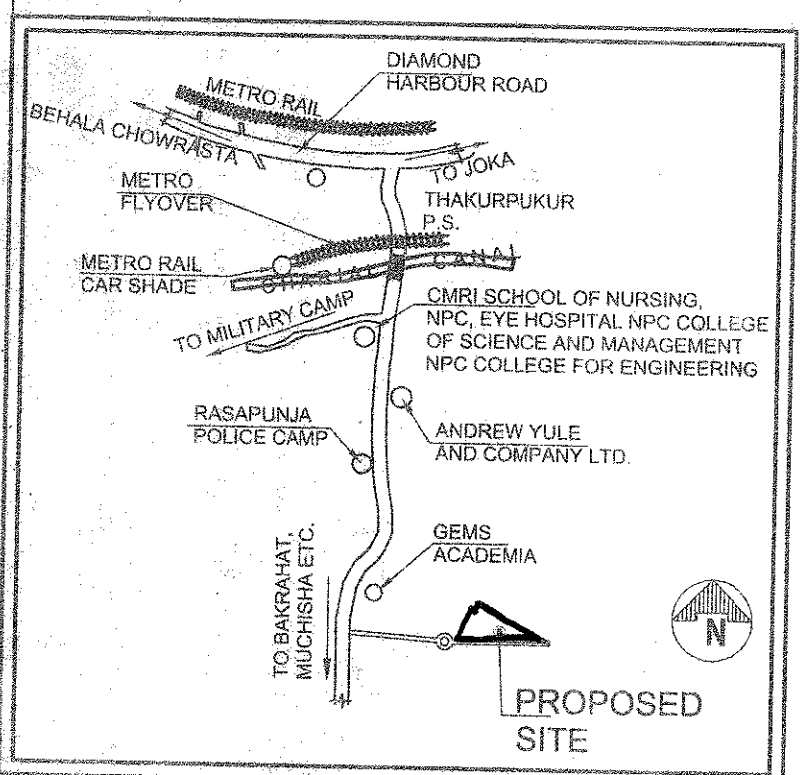 DIAMOND
HARBOUR ROAD
METRO RAIL
BEHALA CHOWRASTA
TO JOKA
METRO
FLYOVER
THAKURPUKUR
P.S.
METRO RAIL
CAR SHADE
CHARIAL CANAL
TO MILITARY CAMP
CMRI SCHOOL OF NURSING,
NPC, EYE HOSPITAL NPC COLLEGE
OF SCIENCE AND MANAGEMENT
NPC COLLEGE FOR ENGINEERING
RASAPUNJA
POLICE CAMP
ANDREW YULE
AND COMPANY LTD.
GEMS
ACADEMIA
TO BAKRAHAT,
MUCHISHA ETC.
N
PROPOSED
SITE